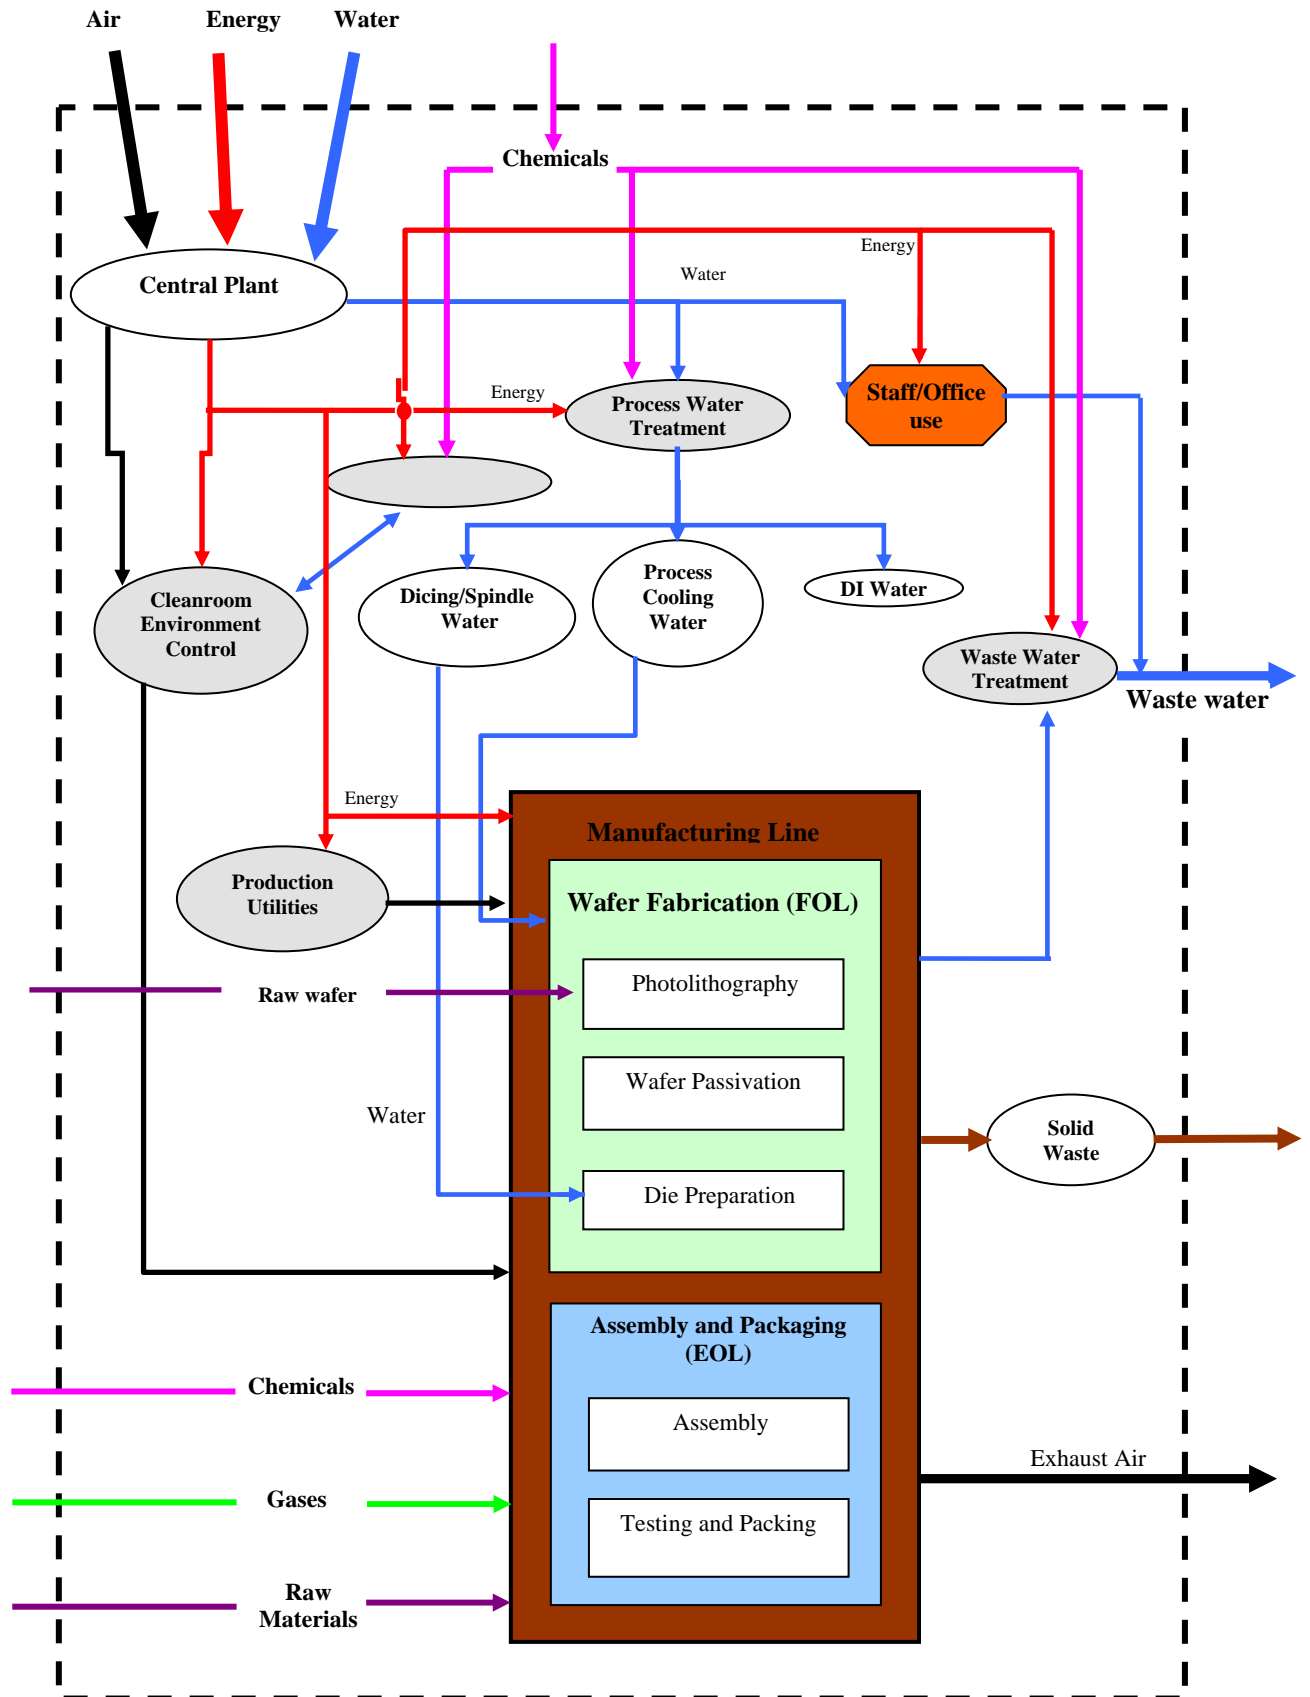 Air
Energy
Water
Chemicals
Energy
Water
Central Plant
Energy
Process Water
Treatment
Staff/Office
use
Cleanroom
Environment
Control
Dicing/Spindle
Water
Process
Cooling
Water
DI Water
Waste Water
Treatment
Waste water
Energy
Manufacturing Line
Production
Utilities
Wafer Fabrication (FOL)
Raw wafer
Photolithography
Wafer Passivation
Water
Solid
Waste
Die Preparation
Assembly and Packaging
(EOL)
Chemicals
Assembly
Exhaust Air
Gases
Testing and Packing
Raw
Materials